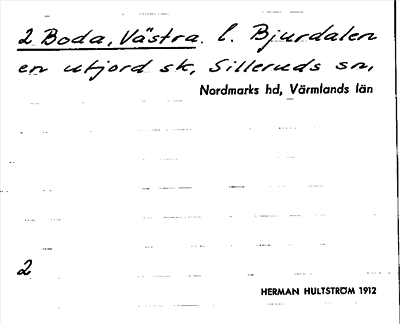 2 Boda, Västra. l. Bjurdalen
en utjord sk, Silleruds sn,
Nordmarks hd, Värmlands län
2
HERMAN HULTSTRÖM 1912